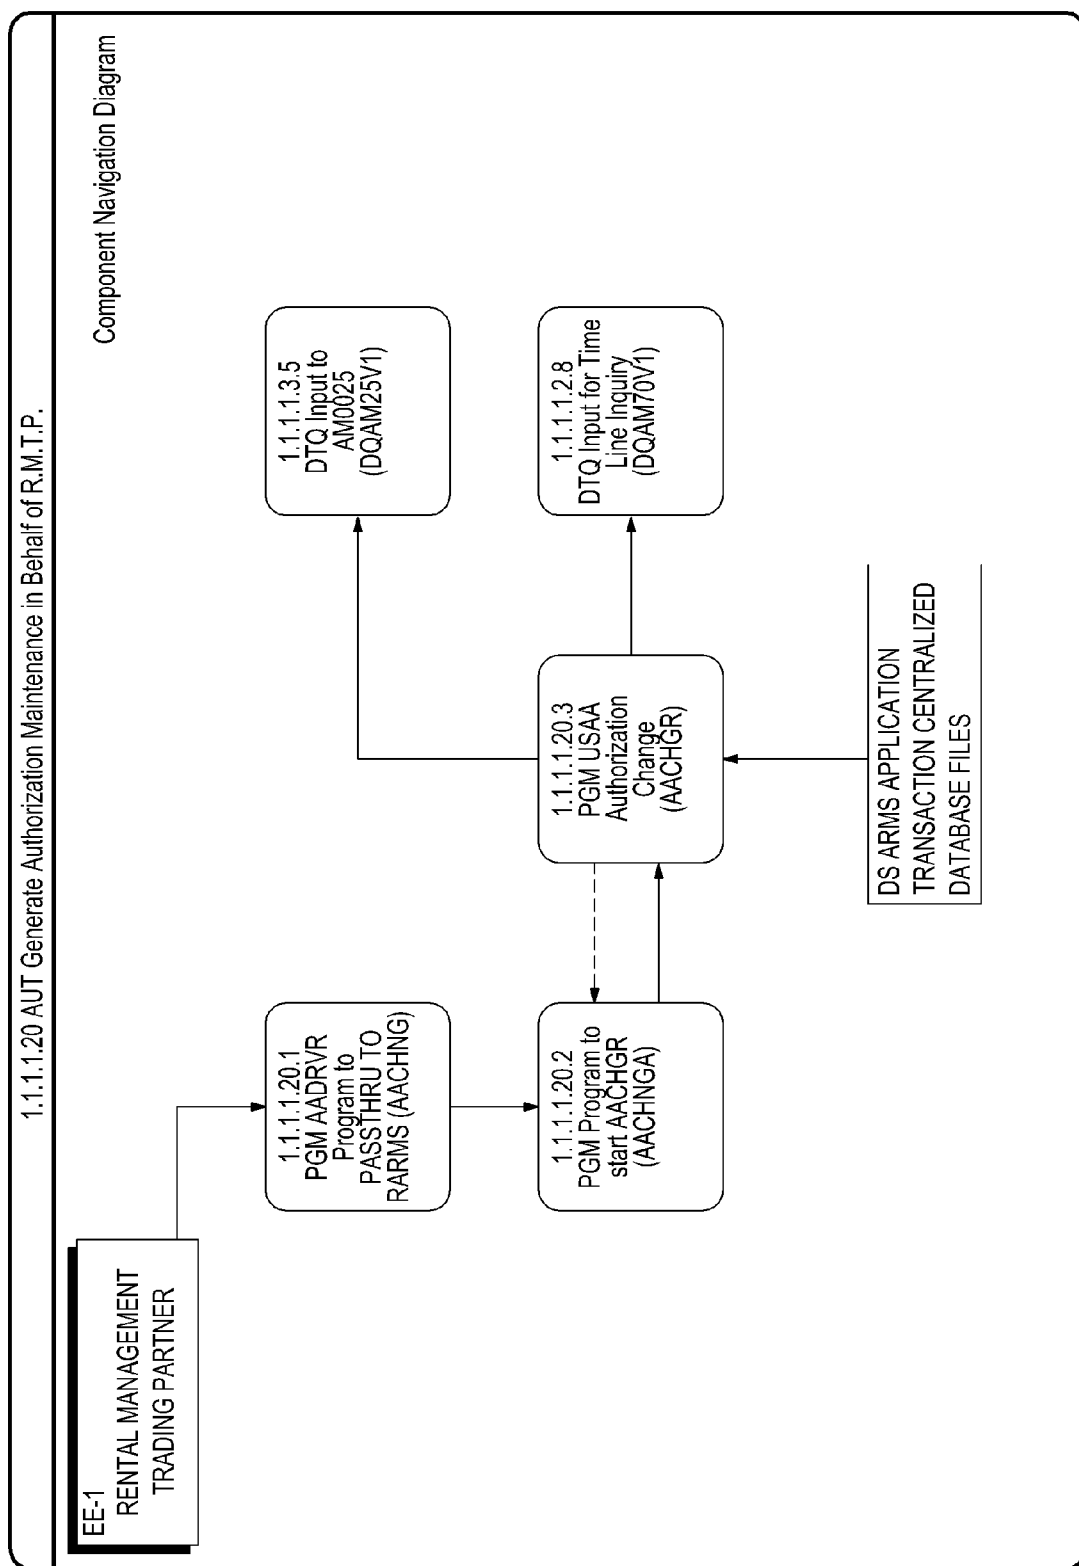 1.1.1.1.20 AUT Generate Authorization Maintenance in Behalf of R.M.T.P.
Component Navigation Diagram
EE-1
RENTAL MANAGEMENT
TRADING PARTNER
1.1.1.1.20.1
PGM AADRVR
Program to
PASSTHRU TO
RARMS (AACHNG)
1.1.1.1.3.5
DTQ Input to
AM0025
(DQAM25V1)
1.1.1.1.20.2
PGM Program to
start AACHGR
(AACHNGA)
1.1.1.1.20.3
PGM USAA
Authorization
Change
(AACHGR)
1.1.1.1.2.8
DTQ Input for Time
Line Inquiry
(DQAM70V1)
DS ARMS APPLICATION
TRANSACTION CENTRALIZED
DATABASE FILES